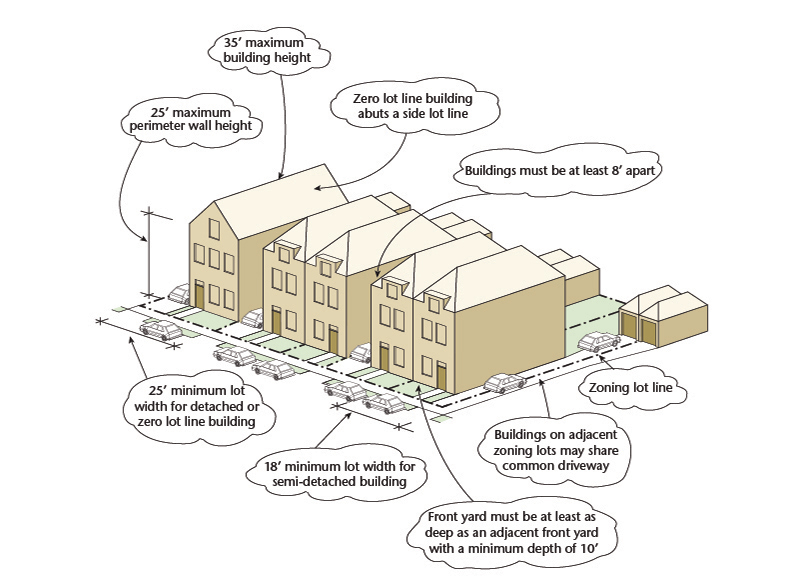 35′ maximum
building height
Zero lot line building
abuts a side lot line
25′ maximum
perimeter wall height
Buildings must be at least 8′ apart
Zoning lot line
25′ minimum lot
width for detached or
zero lot line building
Buildings on adjacent
zoning lots may share
common driveway
18′ minimum lot width for
semi-detached building
Front yard must be at least as
deep as an adjacent front yard
with a minimum depth of 10′